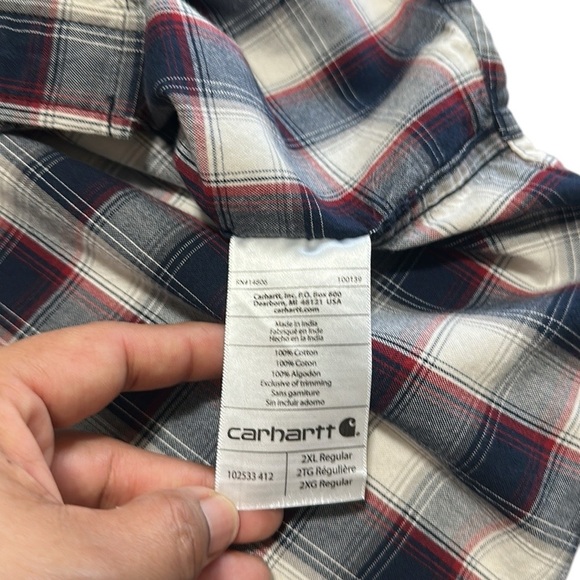 RN#14806 100139
Carhartt, Inc. P.O. Box 600
Dearborn, MI 48121 USA
carhartt.com
Made in India
Fabriqué en Inde
Hecho en la India
100% Cotton
100% Coton
100% Algodón
Exclusive of trimming
Sans garniture
Sin incluir adorno
carhartt
102533 412
2XL Regular
2TG Régulière
2XG Regular